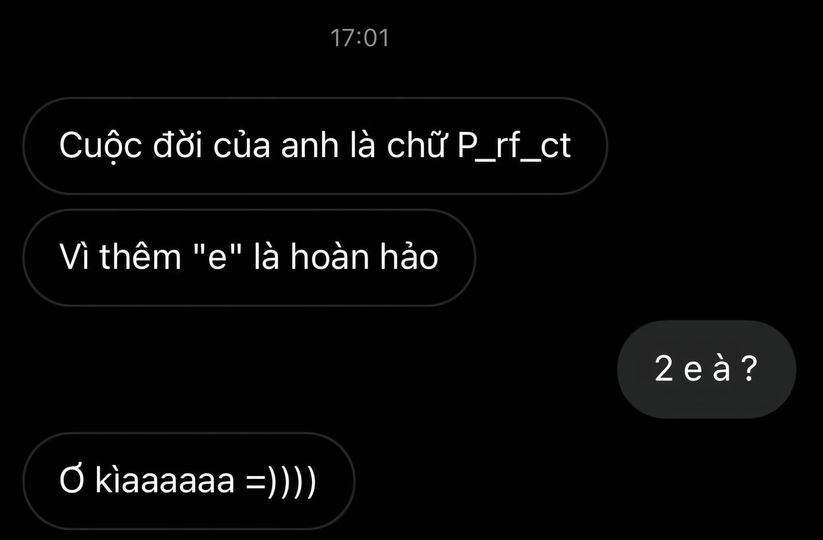 17:01
Cuộc đời của anh là chữ P_rf_ct
Vì thêm "e" là hoàn hảo
2 e à ?
Ơ kìaaaaaa =))))